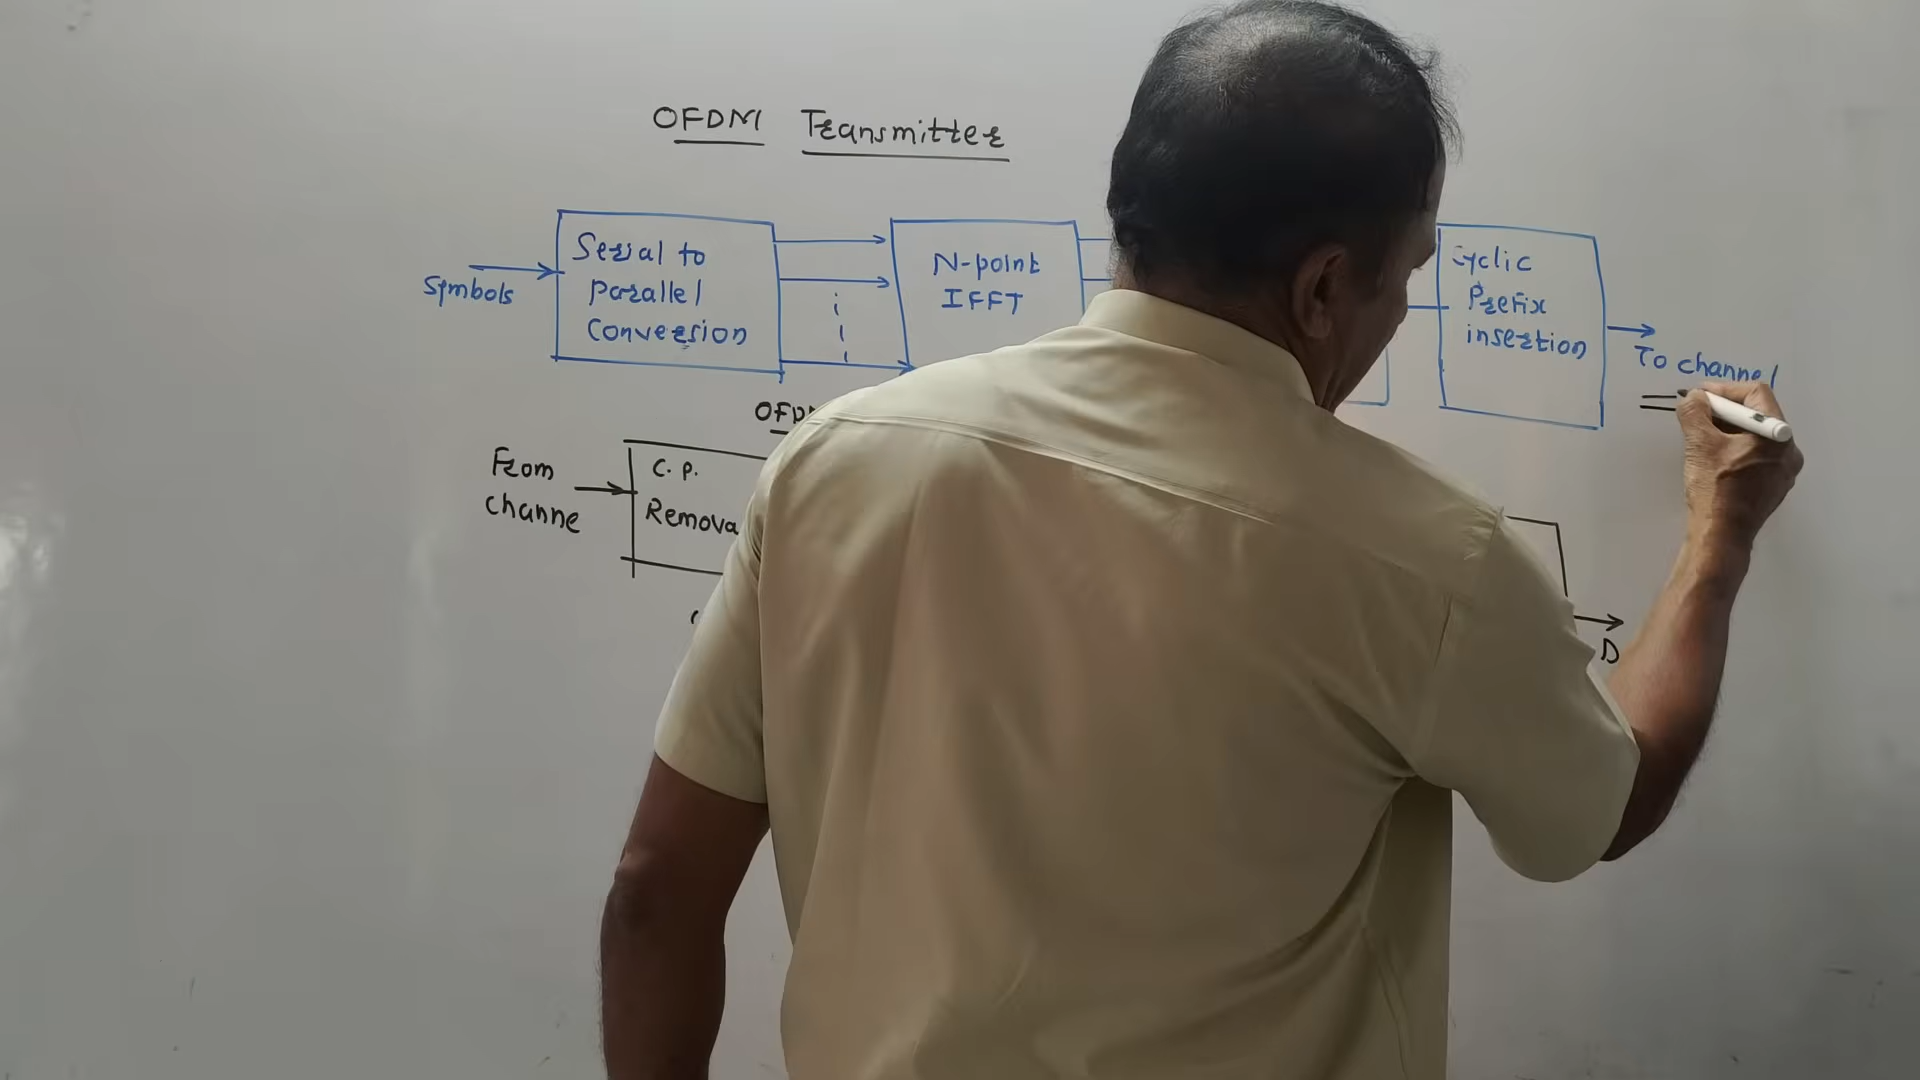 OFDM Transmitter
Serial to
parallel
conversion
symbols
N-point
IFFT
Cyclic
Prefix
insertion
To channel
From
channe
C. P.
Remova
D